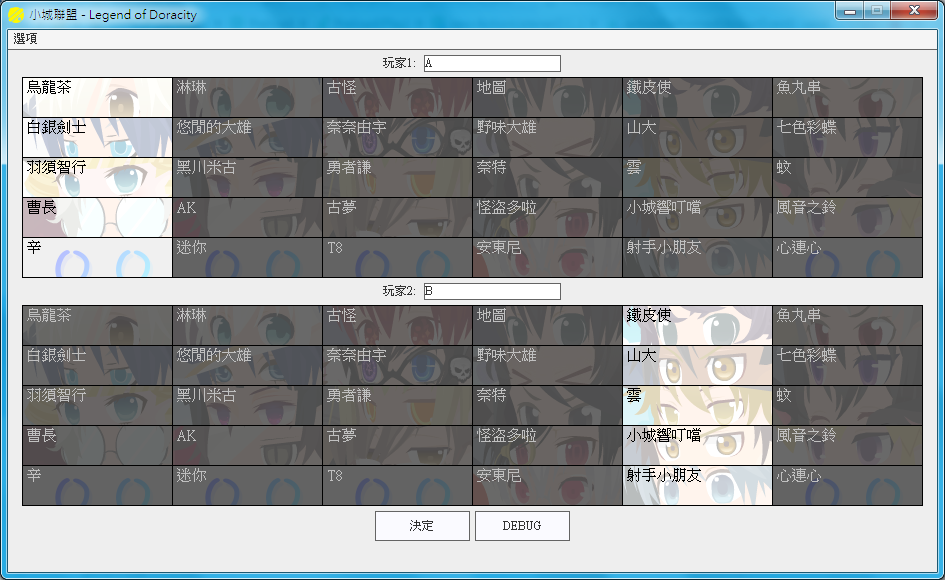 小城聯盟 - Legend of Doracity
選項
玩家1: A
烏龍茶 淋琳 古怪 地圖 鐵皮使 魚丸串
白銀劍士 悠閒的大雄 奈奈由宇 野味大雄 山大 七色彩蝶
羽須智行 黑川米古 勇者謙 奈特 雲 蚊
曹長 AK 古夢 怪盜多啦 小城響叮噹 風音之鈴
辛 迷你 T8 安東尼 射手小朋友 心連心
玩家2: B
烏龍茶 淋琳 古怪 地圖 鐵皮使 魚丸串
白銀劍士 悠閒的大雄 奈奈由宇 野味大雄 山大 七色彩蝶
羽須智行 黑川米古 勇者謙 奈特 雲 蚊
曹長 AK 古夢 怪盜多啦 小城響叮噹 風音之鈴
辛 迷你 T8 安東尼 射手小朋友 心連心
決定 DEBUG